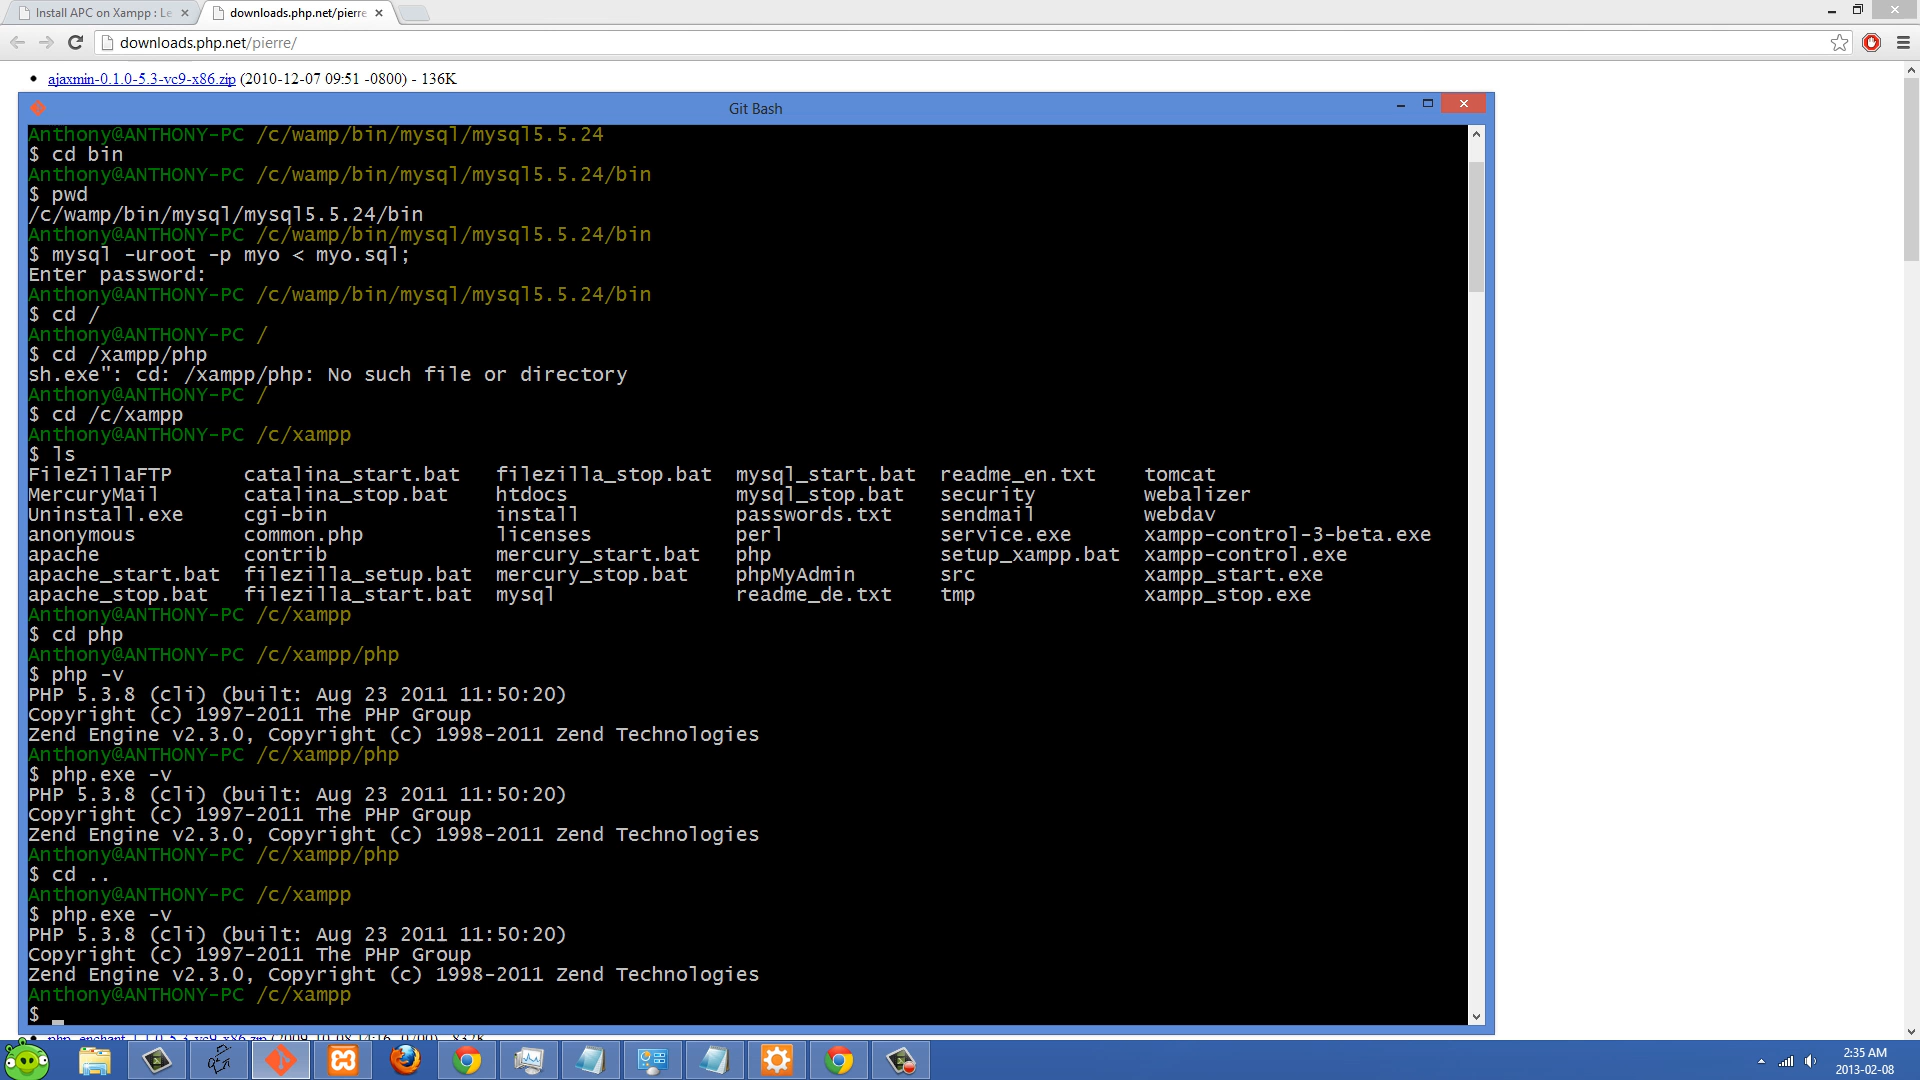 Install APC on Xampp : Le
downloads.php.net/pierre
downloads.php.net/pierre/
ajaxmin-0.1.0-5.3-vc9-x86.zip (2010-12-07 09:51 -0800) - 136K
Git Bash
Anthony@ANTHONY-PC /c/wamp/bin/mysql/mysql5.5.24
$ cd bin
Anthony@ANTHONY-PC /c/wamp/bin/mysql/mysql5.5.24/bin
$ pwd
/c/wamp/bin/mysql/mysql5.5.24/bin
Anthony@ANTHONY-PC /c/wamp/bin/mysql/mysql5.5.24/bin
$ mysql -uroot -p myo < myo.sql;
Enter password:
Anthony@ANTHONY-PC /c/wamp/bin/mysql/mysql5.5.24/bin
$ cd /
Anthony@ANTHONY-PC /
$ cd /xampp/php
sh.exe": cd: /xampp/php: No such file or directory
Anthony@ANTHONY-PC /
$ cd /c/xampp
Anthony@ANTHONY-PC /c/xampp
$ ls
FileZillaFTP catalina_start.bat filezilla_stop.bat mysql_start.bat readme_en.txt tomcat
MercuryMail catalina_stop.bat htdocs mysql_stop.bat security webalizer
Uninstall.exe cgi-bin install passwords.txt sendmail webdav
anonymous common.php licenses perl service.exe xampp-control-3-beta.exe
apache contrib mercury_start.bat php setup_xampp.bat xampp-control.exe
apache_start.bat filezilla_setup.bat mercury_stop.bat phpMyAdmin src xampp_start.exe
apache_stop.bat filezilla_start.bat mysql readme_de.txt tmp xampp_stop.exe
Anthony@ANTHONY-PC /c/xampp
$ cd php
Anthony@ANTHONY-PC /c/xampp/php
$ php -v
PHP 5.3.8 (cli) (built: Aug 23 2011 11:50:20)
Copyright (c) 1997-2011 The PHP Group
Zend Engine v2.3.0, Copyright (c) 1998-2011 Zend Technologies
Anthony@ANTHONY-PC /c/xampp/php
$ php.exe -v
PHP 5.3.8 (cli) (built: Aug 23 2011 11:50:20)
Copyright (c) 1997-2011 The PHP Group
Zend Engine v2.3.0, Copyright (c) 1998-2011 Zend Technologies
Anthony@ANTHONY-PC /c/xampp/php
$ cd ..
Anthony@ANTHONY-PC /c/xampp
$ php.exe -v
PHP 5.3.8 (cli) (built: Aug 23 2011 11:50:20)
Copyright (c) 1997-2011 The PHP Group
Zend Engine v2.3.0, Copyright (c) 1998-2011 Zend Technologies
Anthony@ANTHONY-PC /c/xampp
$
2:35 AM
2013-02-08